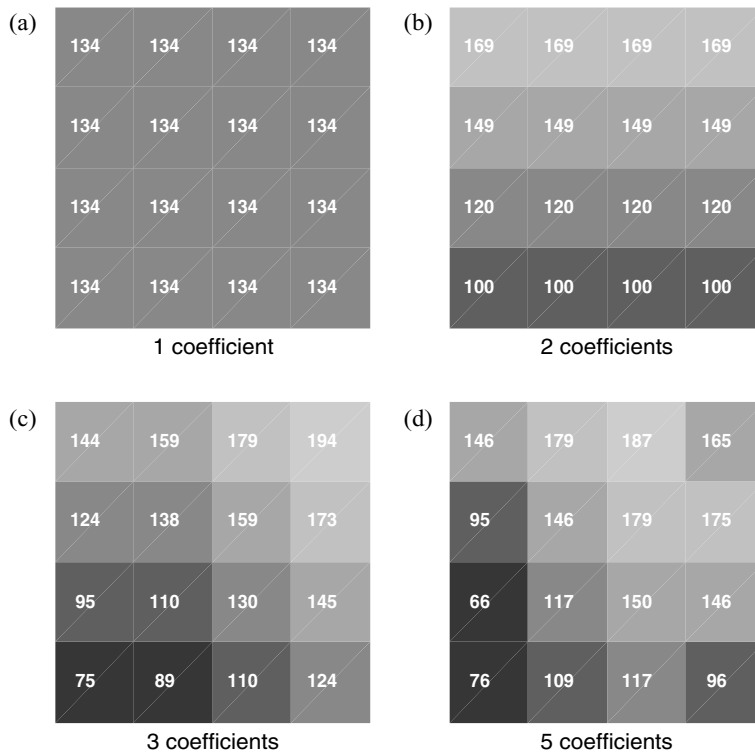 (a)
134 134 134 134
134 134 134 134
134 134 134 134
134 134 134 134
1 coefficient
(b)
169 169 169 169
149 149 149 149
120 120 120 120
100 100 100 100
2 coefficients
(c)
144 159 179 194
124 138 159 173
95 110 130 145
75 89 110 124
3 coefficients
(d)
146 179 187 165
95 146 179 175
66 117 150 146
76 109 117 96
5 coefficients